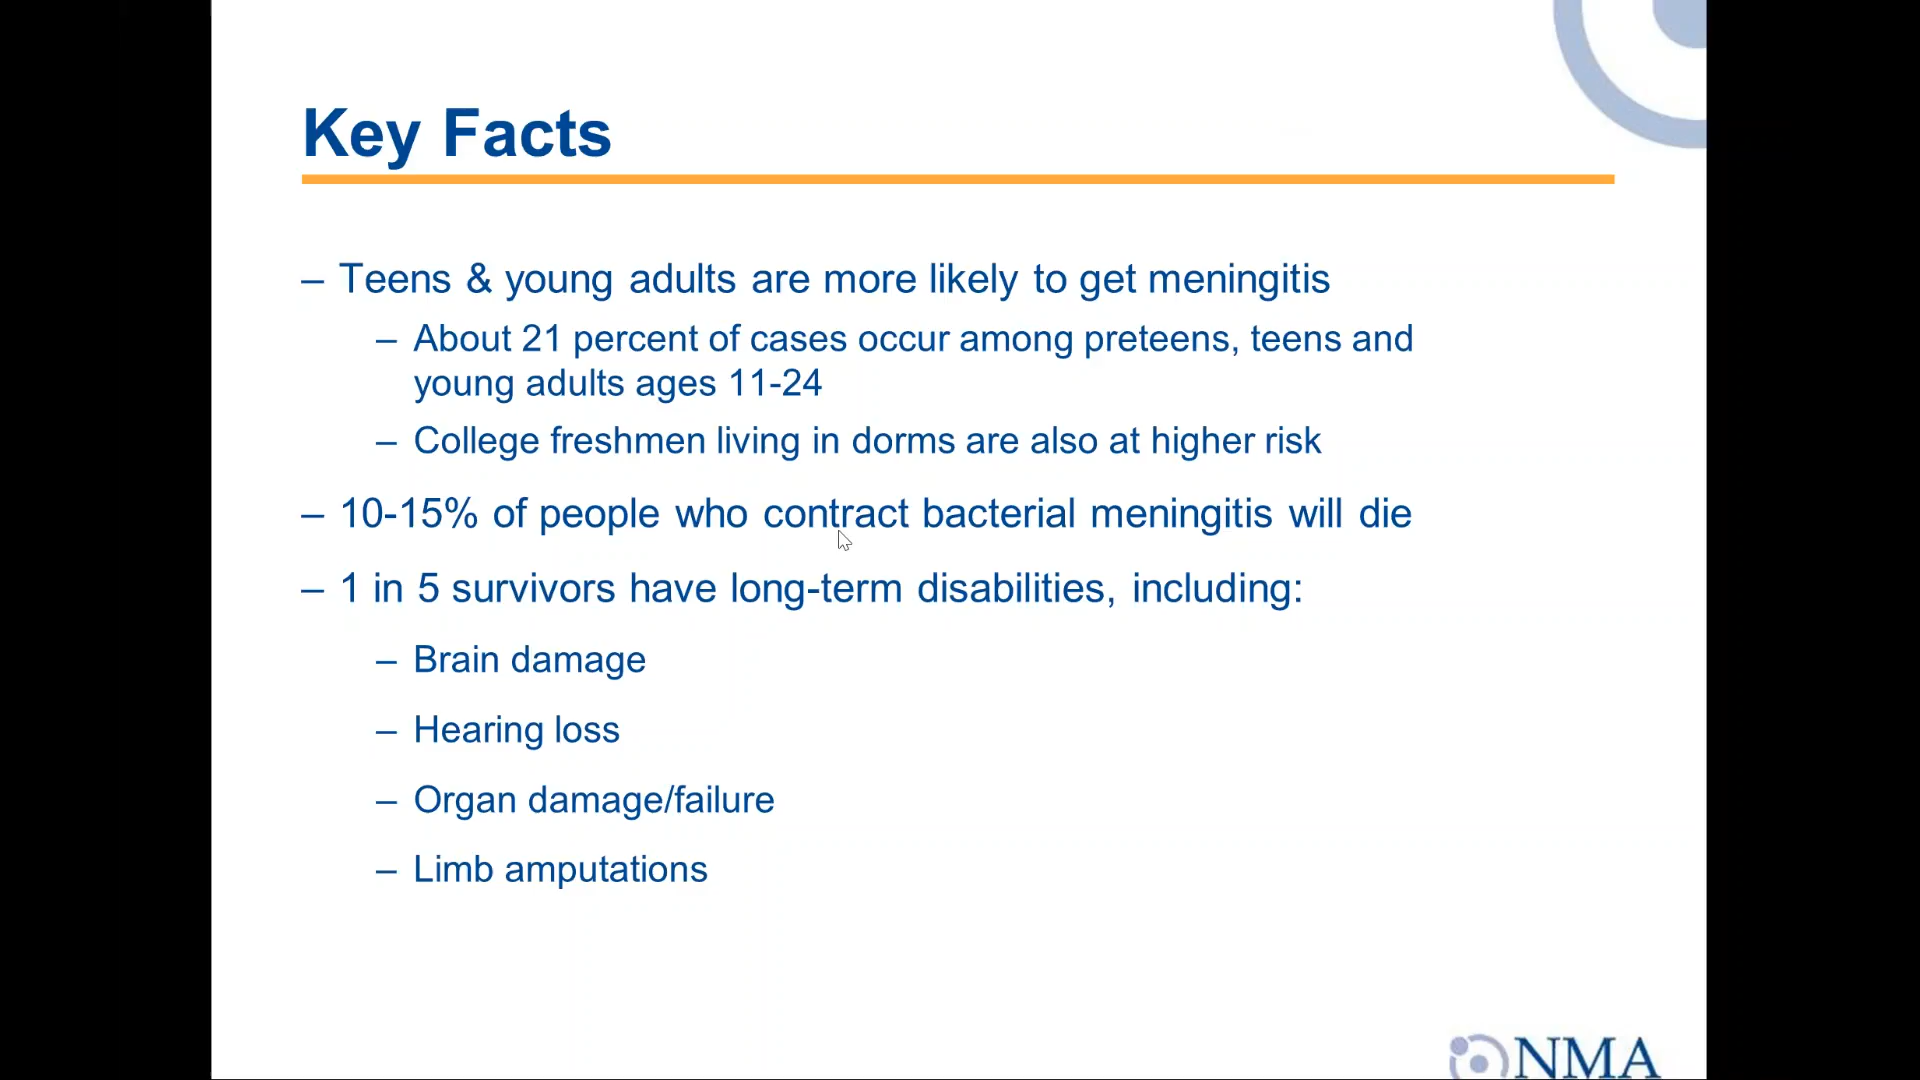 Key Facts
– Teens & young adults are more likely to get meningitis
– About 21 percent of cases occur among preteens, teens and
young adults ages 11-24
– College freshmen living in dorms are also at higher risk
– 10-15% of people who contract bacterial meningitis will die
– 1 in 5 survivors have long-term disabilities, including:
– Brain damage
– Hearing loss
– Organ damage/failure
– Limb amputations
NMA